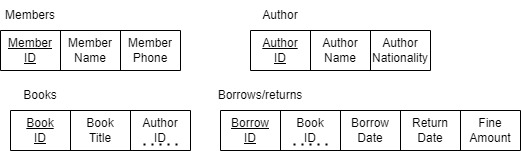 Members
Member ID
Member Name
Member Phone
Author
Author ID
Author Name
Author Nationality
Books
Book ID
Book Title
Author ID
Borrows/returns
Borrow ID
Book ID
Borrow Date
Return Date
Fine Amount